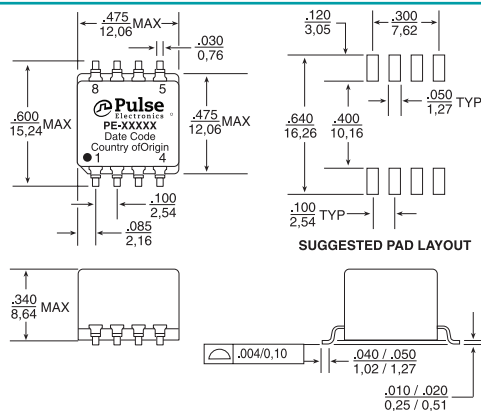 .475
12,06 MAX
.030
0,76
8 5
Pulse
Electronics
PE-XXXXX
Date Code
Country ofOrigin
1 4
.600
15,24 MAX
.475
12,06 MAX
.100
2,54
.085
2,16
.120
3,05
.300
7,62
.050
1,27 TYP
.640
16,26
.400
10,16
.100
2,54 TYP
SUGGESTED PAD LAYOUT
.340
8,64 MAX
.004/0,10
.040 / .050
1,02 / 1,27
.010 / .020
0,25 / 0,51